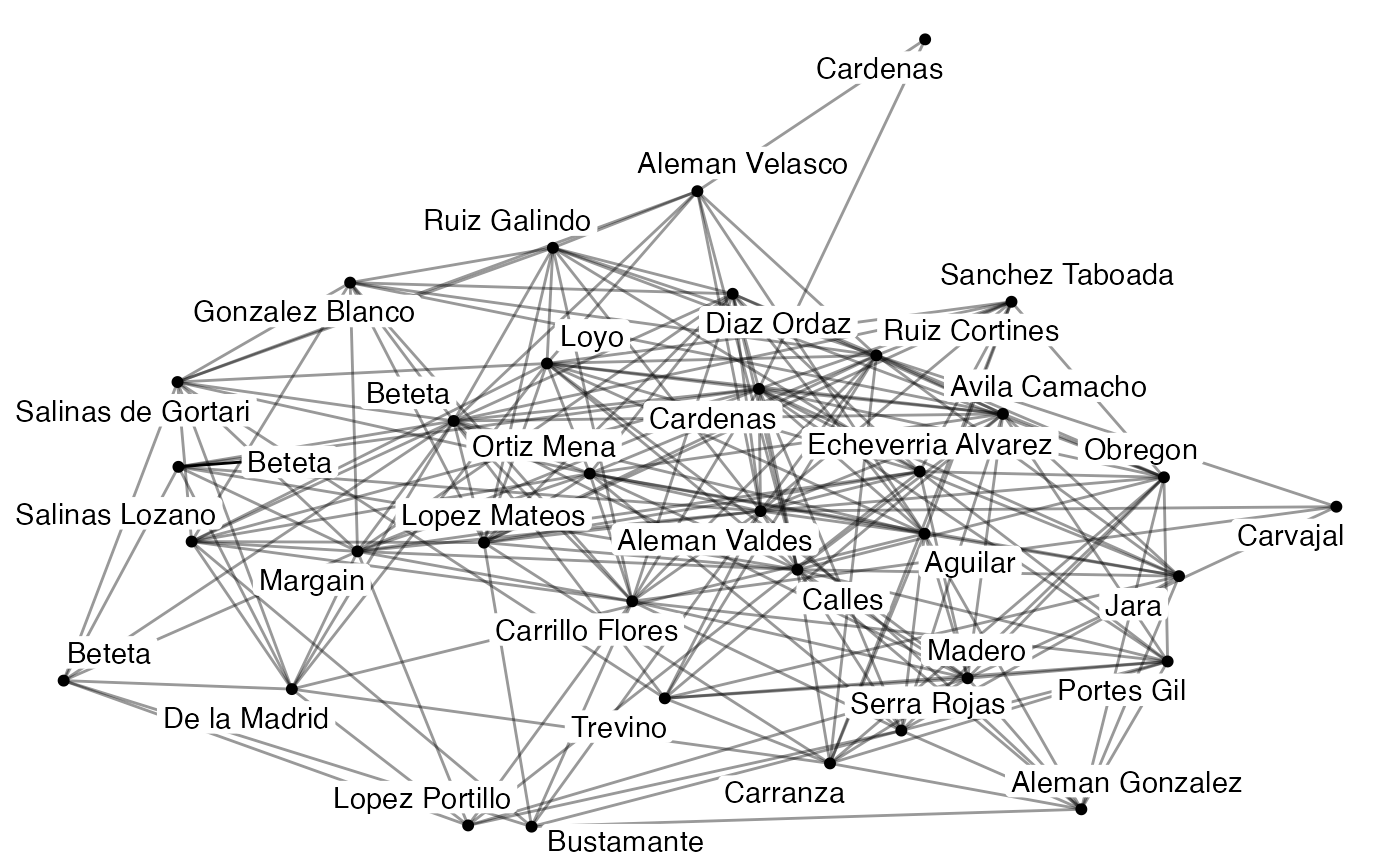 Cardenas
Aleman Velasco
Ruiz Galindo
Sanchez Taboada
Gonzalez Blanco
Diaz Ordaz
Ruiz Cortines
Loyo
Avila Camacho
Beteta
Salinas de Gortari
Cardenas
Ortiz Mena
Echeverria Alvarez
Obregon
Beteta
Salinas Lozano
Lopez Mateos
Aleman Valdes
Carvajal
Aguilar
Margain
Calles
Jara
Carrillo Flores
Beteta
Madero
Portes Gil
Serra Rojas
De la Madrid
Trevino
Aleman Gonzalez
Carranza
Lopez Portillo
Bustamante